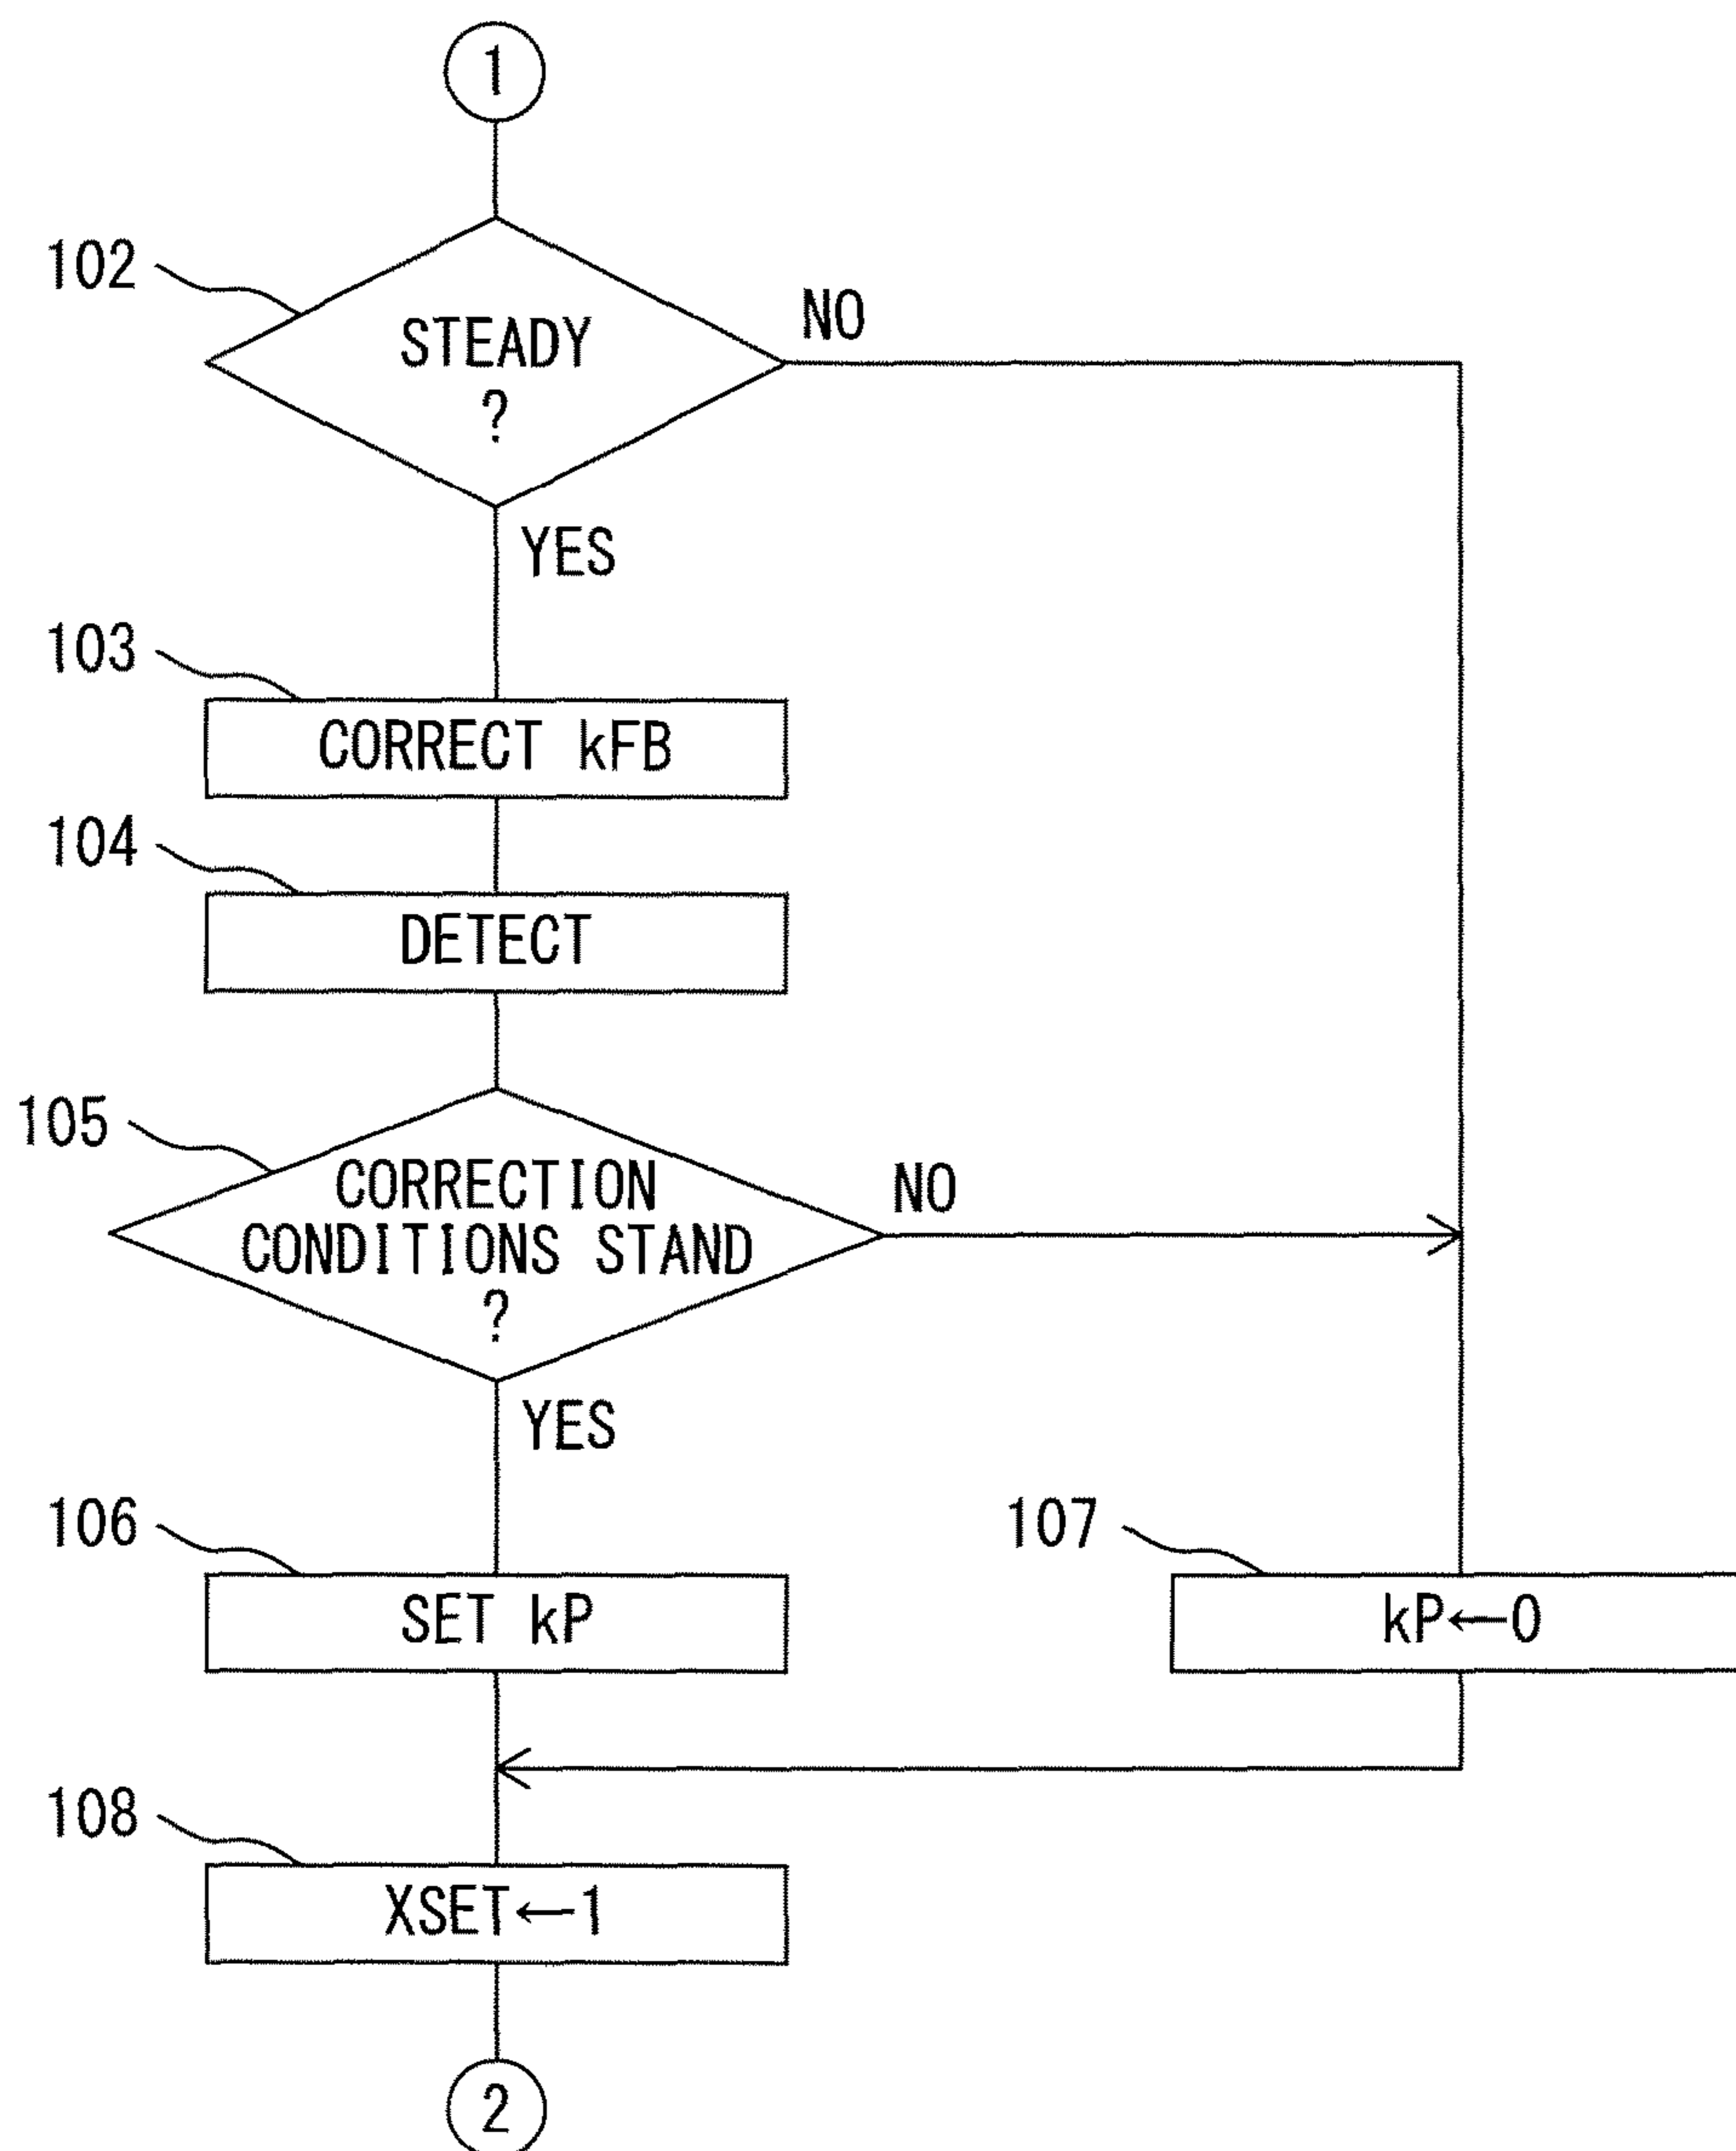 1
102
STEADY
?
NO
YES
103
CORRECT kFB
104
DETECT
105
CORRECTION
CONDITIONS STAND
?
NO
YES
106
SET kP
107
kP←0
108
XSET←1
2